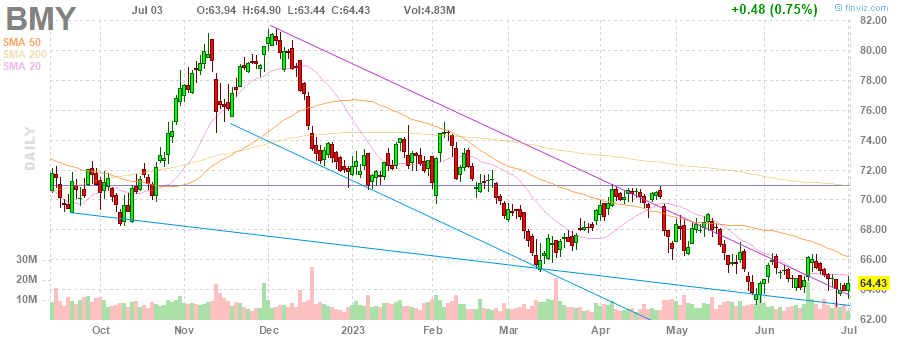 BMY Jul 03 O:63.94 H:64.90 L:63.44 C:64.43 Vol:4.83M +0.48 (0.75%) © finviz.com
SMA 50
SMA 200
SMA 20
DAILY
82.00
80.00
78.00
76.00
74.00
72.00
70.00
68.00
66.00
64.43
64.00
62.00
30M
20M
10M
Oct Nov Dec 2023 Feb Mar Apr May Jun Jul